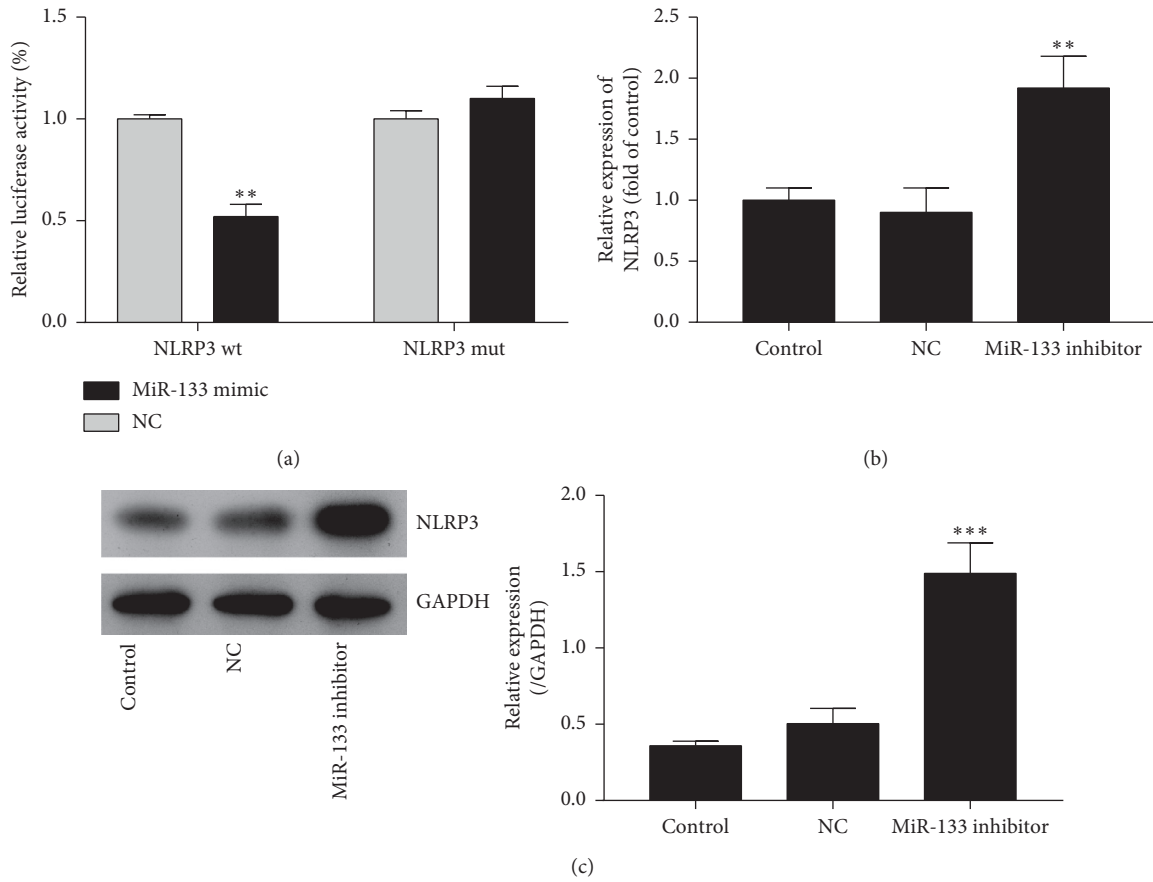 1.5
1.0
0.5
0.0
Relative luciferase activity (%)
**
NLRP3 wt
NLRP3 mut
MiR-133 mimic
NC
(a)
2.5
2.0
1.5
1.0
0.5
0.0
Relative expression of
NLRP3 (fold of control)
**
Control
NC
MiR-133 inhibitor
(b)
NLRP3
GAPDH
Control
NC
MiR-133 inhibitor
2.0
1.5
1.0
0.5
0.0
Relative expression
(/GAPDH)
***
Control
NC
MiR-133 inhibitor
(c)